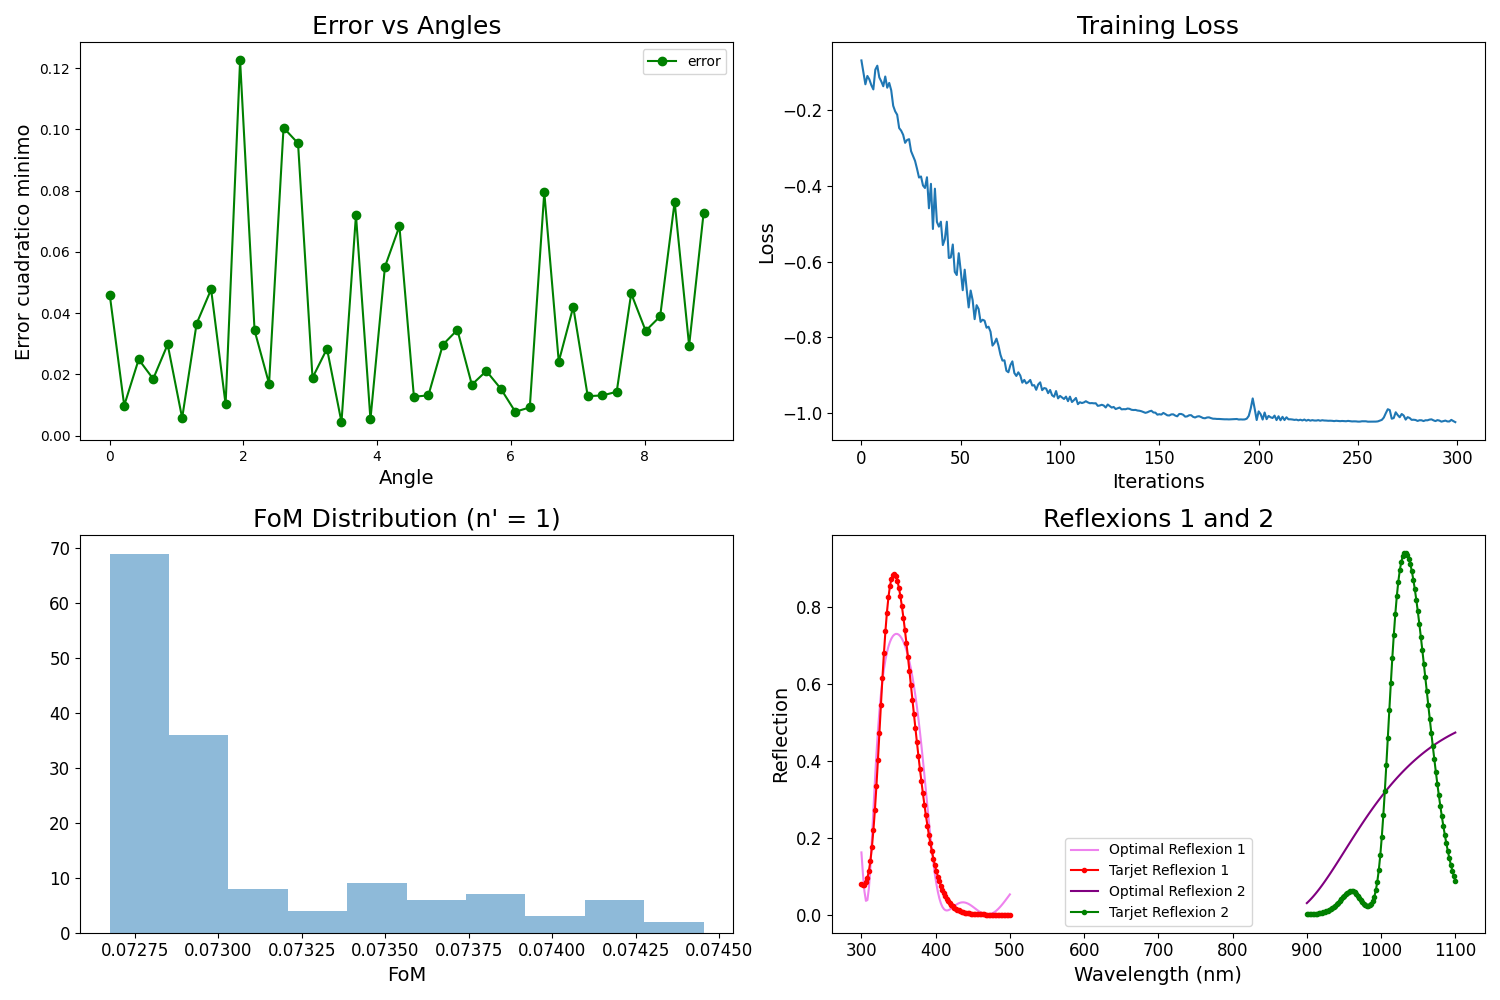 Error vs Angles
error
Error cuadratico minimo
0.12
0.10
0.08
0.06
0.04
0.02
0.00
0 2 4 6 8
Angle
Training Loss
Loss
−0.2
−0.4
−0.6
−0.8
−1.0
0 50 100 150 200 250 300
Iterations
FoM Distribution (n' = 1)
70
60
50
40
30
20
10
0
0.07275 0.07300 0.07325 0.07350 0.07375 0.07400 0.07425 0.07450
FoM
Reflexions 1 and 2
Reflection
0.8
0.6
0.4
0.2
0.0
Optimal Reflexion 1
Tarjet Reflexion 1
Optimal Reflexion 2
Tarjet Reflexion 2
300 400 500 600 700 800 900 1000 1100
Wavelength (nm)